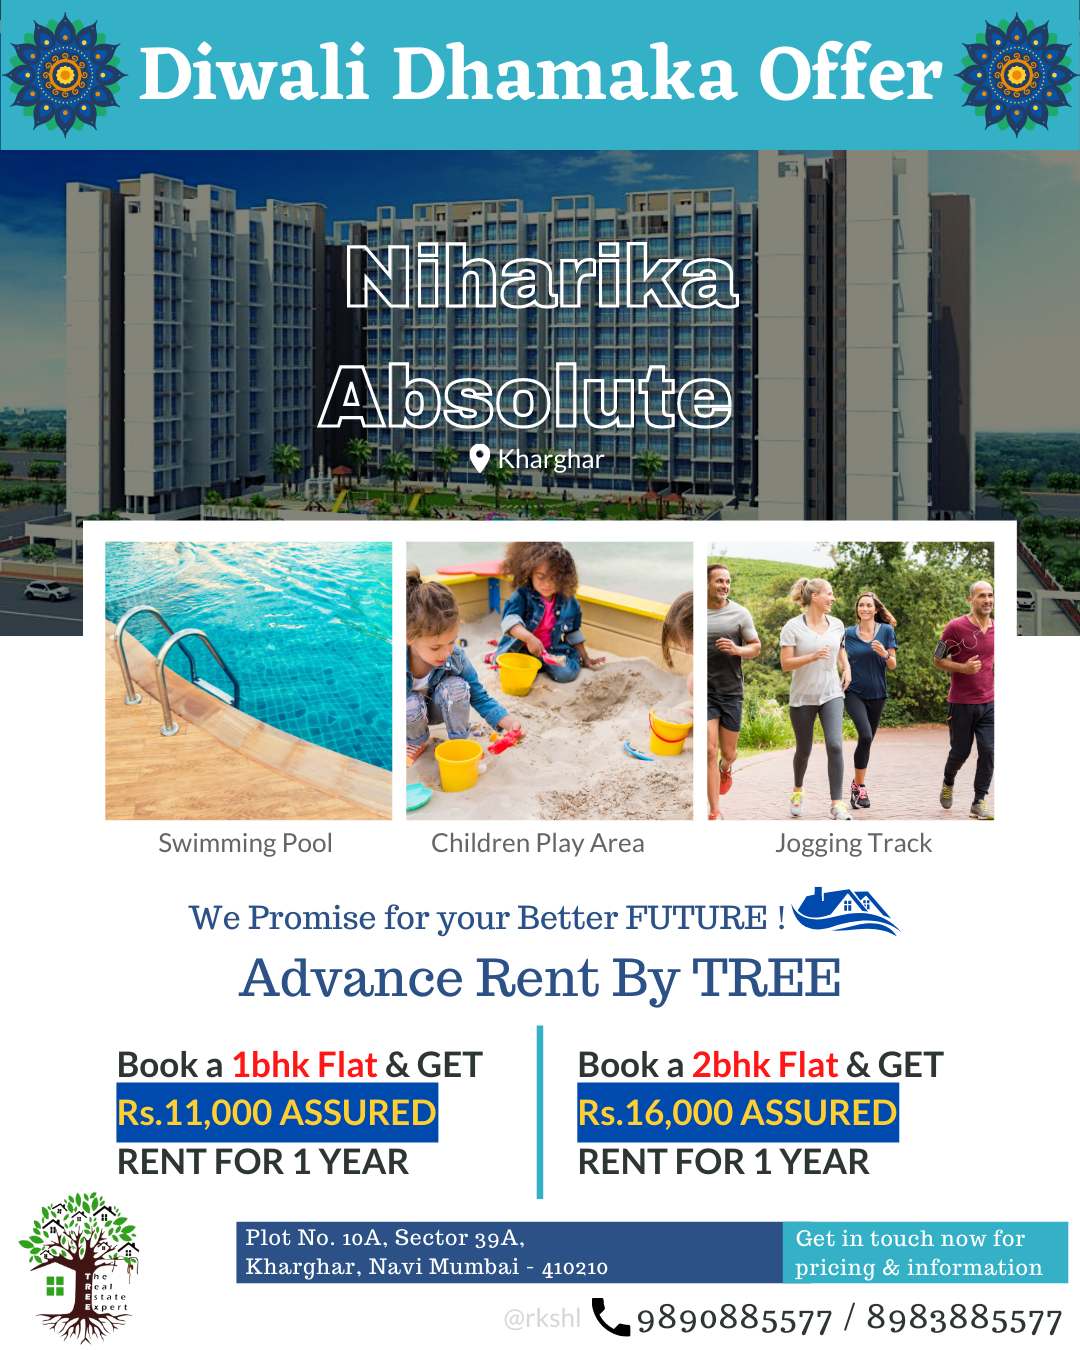 Diwali Dhamaka Offer
Niharika
Absolute
Kharghar
Swimming Pool
Children Play Area
Jogging Track
We Promise for your Better FUTURE !
Advance Rent By TREE
Book a 1bhk Flat & GET
Rs.11,000 ASSURED
RENT FOR 1 YEAR
Book a 2bhk Flat & GET
Rs.16,000 ASSURED
RENT FOR 1 YEAR
The
Real
Estate
Expert
Plot No. 10A, Sector 39A,
Kharghar, Navi Mumbai - 410210
Get in touch now for
pricing & information
@rkshl
9890885577 / 8983885577